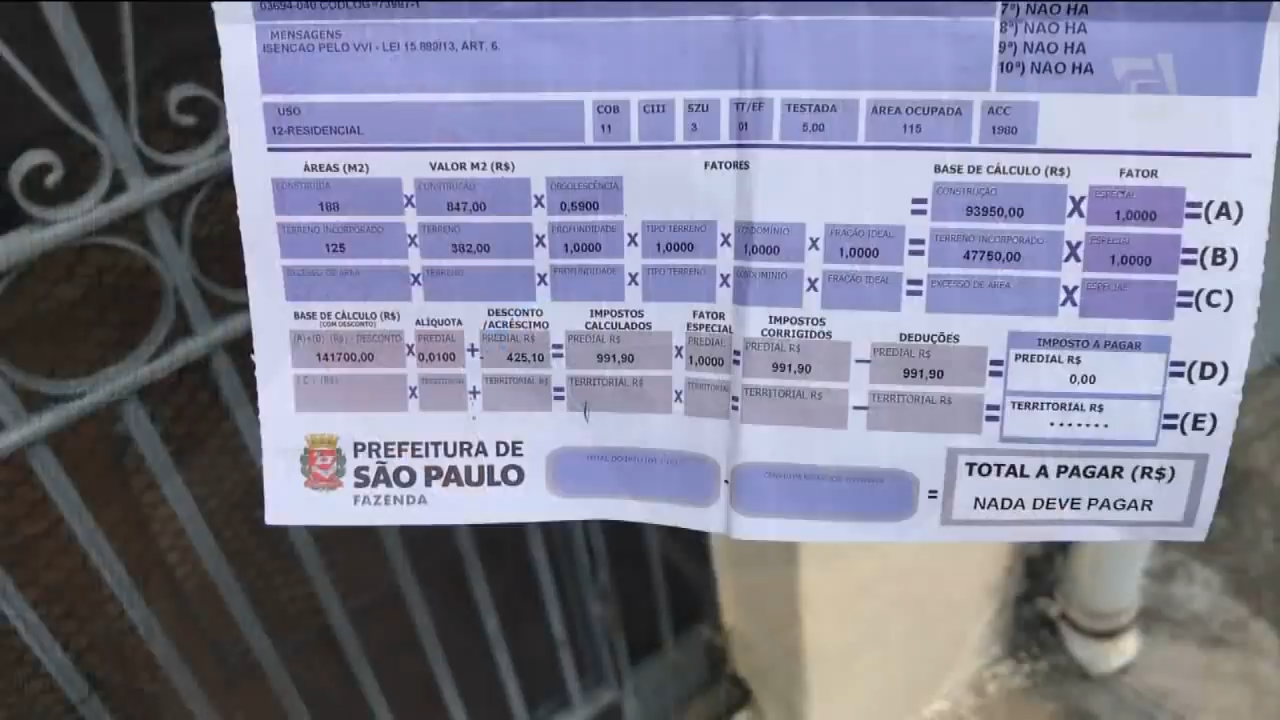 03694-040 CODLOG
7ª) NAO HA
8ª) NAO HA
9ª) NAO HA
10ª) NAO HA
MENSAGENS
ISENCAO PELO VVI - LEI 15.889/13, ART. 6.
USO COB CIII SZU TT/EF TESTADA ÁREA OCUPADA ACC
12-RESIDENCIAL 11 3 01 5,00 115 1980
ÁREAS (M2) VALOR M2 (R$) FATORES BASE DE CÁLCULO (R$) FATOR
CONSTRUÍDA CONSTRUÇÃO OBSOLESCÊNCIA CONSTRUÇÃO ESPECIAL
188 X 847,00 X 0,5900 = 93950,00 X 1,0000 =(A)
TERRENO INCORPORADO TERRENO PROFUNDIDADE TIPO TERRENO CONDOMÍNIO FRAÇÃO IDEAL TERRENO INCORPORADO ESPECIAL
125 X 382,00 X 1,0000 X 1,0000 X 1,0000 X 1,0000 = 47750,00 X 1,0000 =(B)
EXCESSO DE ÁREA TERRENO PROFUNDIDADE TIPO TERRENO CONDOMÍNIO FRAÇÃO IDEAL EXCESSO DE ÁREA ESPECIAL
X X X X X = X =(C)
BASE DE CÁLCULO (R$) ALÍQUOTA DESCONTO IMPOSTOS FATOR IMPOSTOS DEDUÇÕES IMPOSTO A PAGAR
(COM DESCONTO) /ACRÉSCIMO CALCULADOS ESPECIAL CORRIGIDOS
(A)+(B) (R$) - DESCONTO PREDIAL PREDIAL R$ PREDIAL R$ PREDIAL PREDIAL R$ PREDIAL R$ PREDIAL R$
141700,00 X 0,0100 + - 425,10 = 991,90 X 1,0000 = 991,90 — 991,90 = 0,00 =(D)
( C ) (R$) TERRITORIAL TERRITORIAL R$ TERRITORIAL R$ TERRITORIAL TERRITORIAL R$ TERRITORIAL R$ TERRITORIAL R$
X + = X = — = ······· =(E)
PREFEITURA DE
SÃO PAULO
FAZENDA
=
TOTAL A PAGAR (R$)
NADA DEVE PAGAR